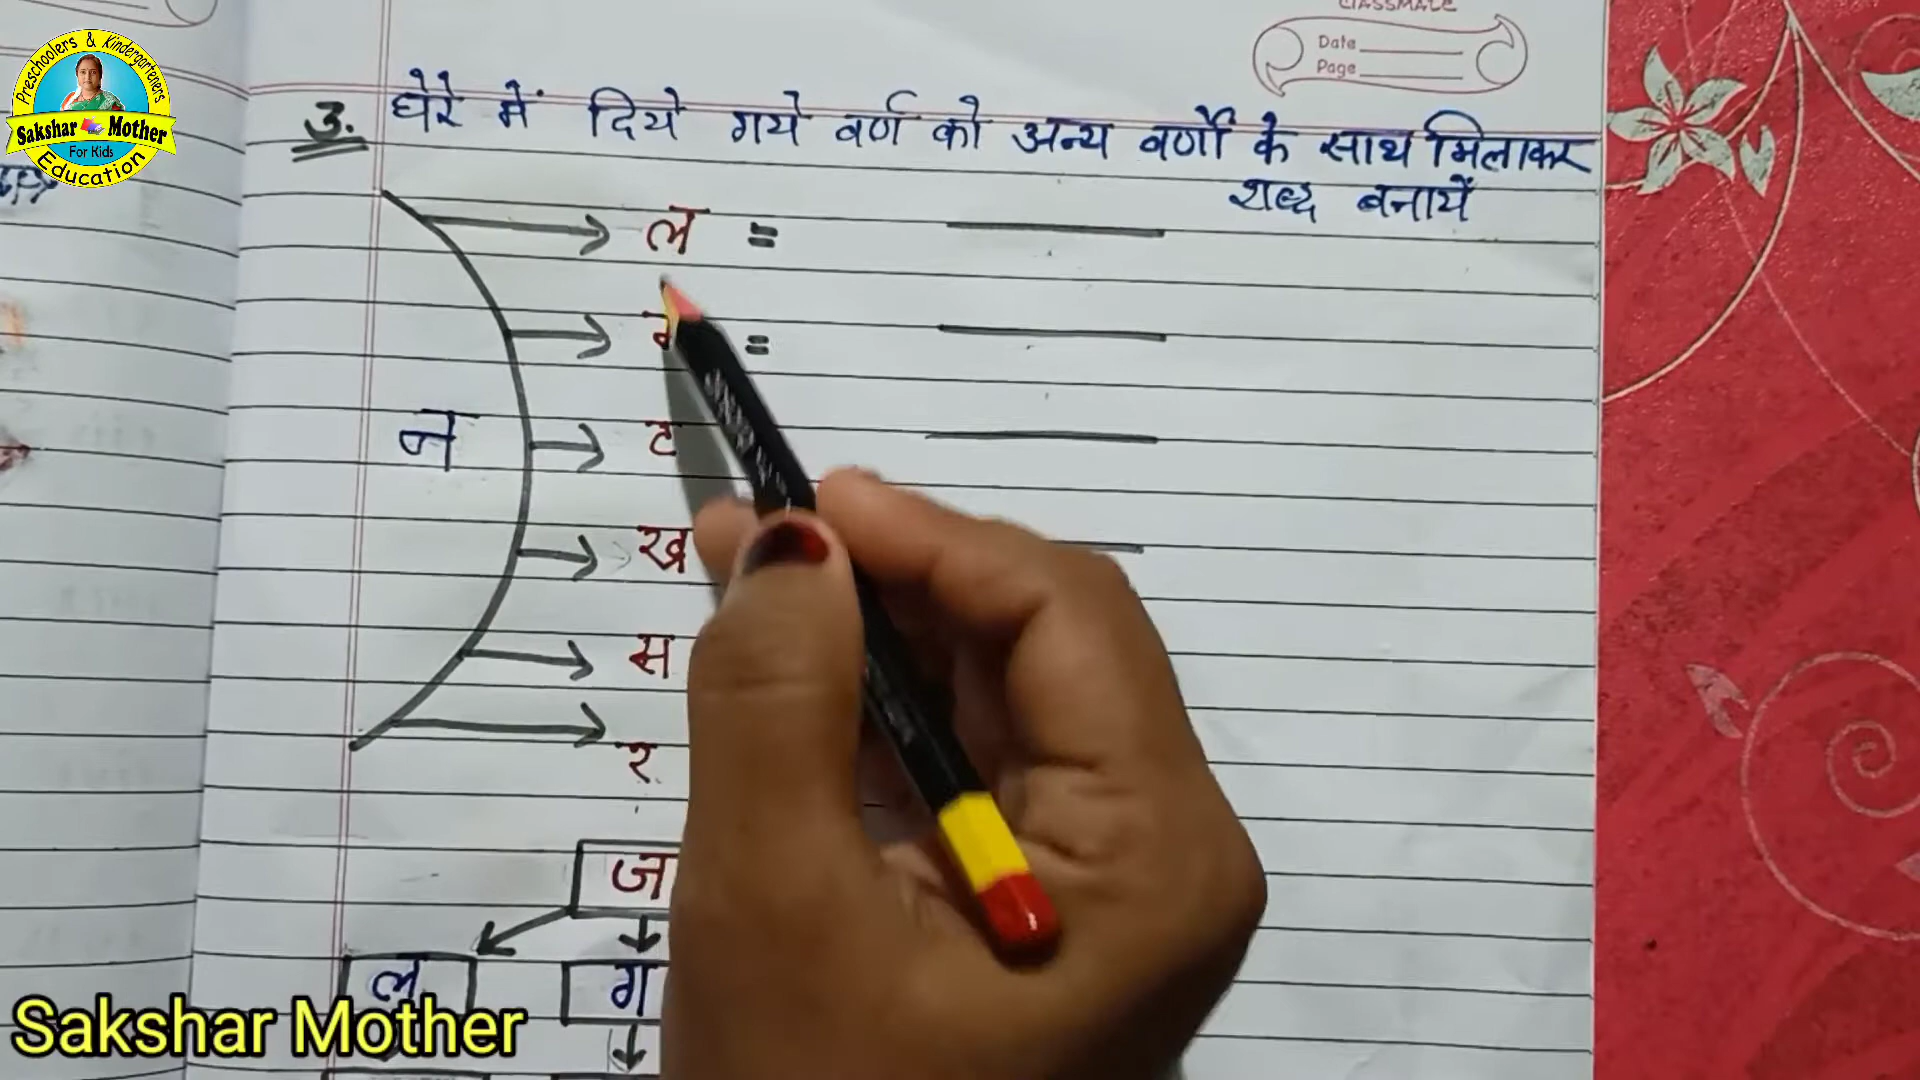 CLASSMATE
Date
Page
Preschoolers & Kindergarteners
Sakshar Mother
For Kids
Education
3. घेरे में दिये गये वर्ण को अन्य वर्णों के साथ मिलाकर
शब्द बनायें
ल =
=
न
ट
ख
स
र
ज
ल ग
Sakshar Mother